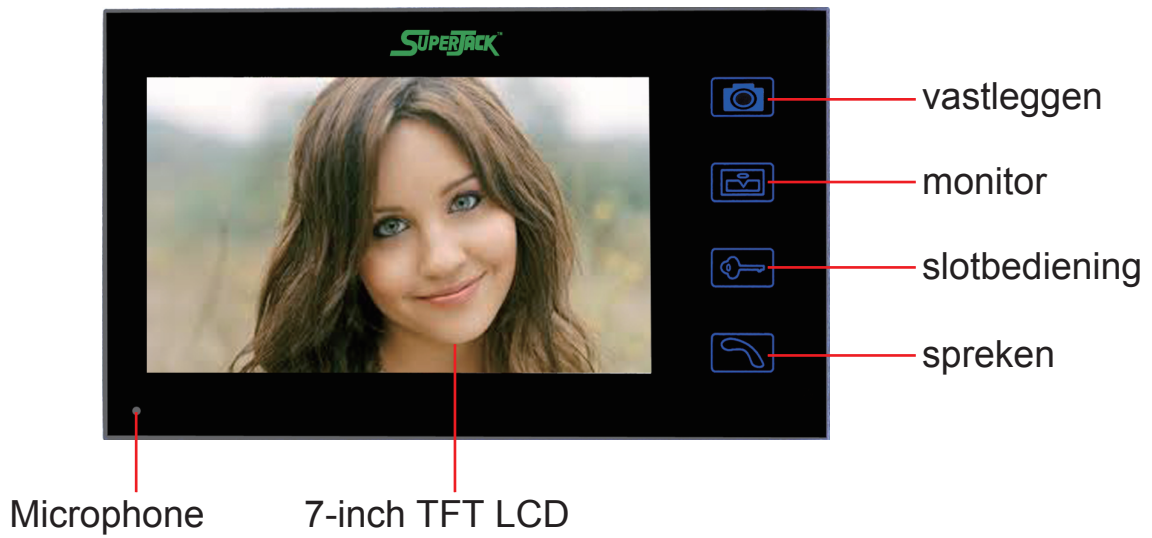 SUPERJACK™
vastleggen
monitor
slotbediening
spreken
Microphone
7-inch TFT LCD